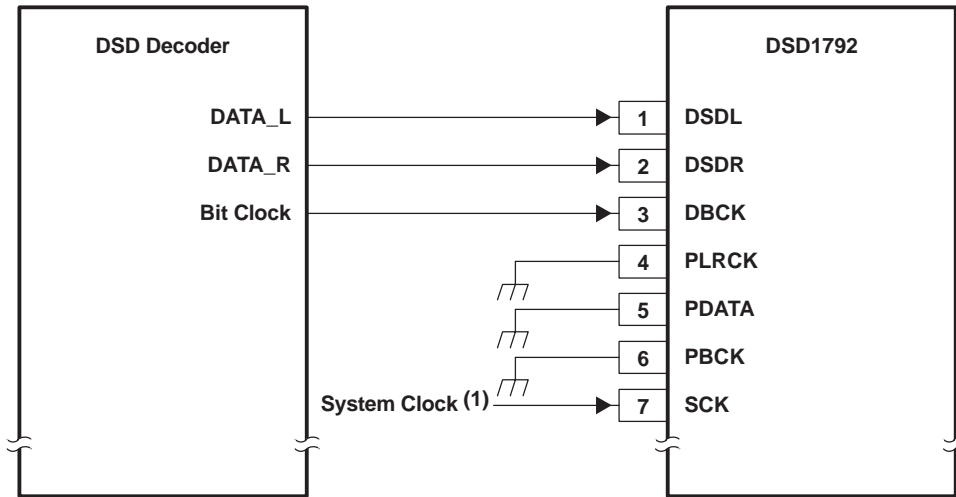 DSD Decoder
DSD1792
DATA_L
1
DSDL
DATA_R
2
DSDR
Bit Clock
3
DBCK
4
PLRCK
5
PDATA
6
PBCK
System Clock (1)
7
SCK